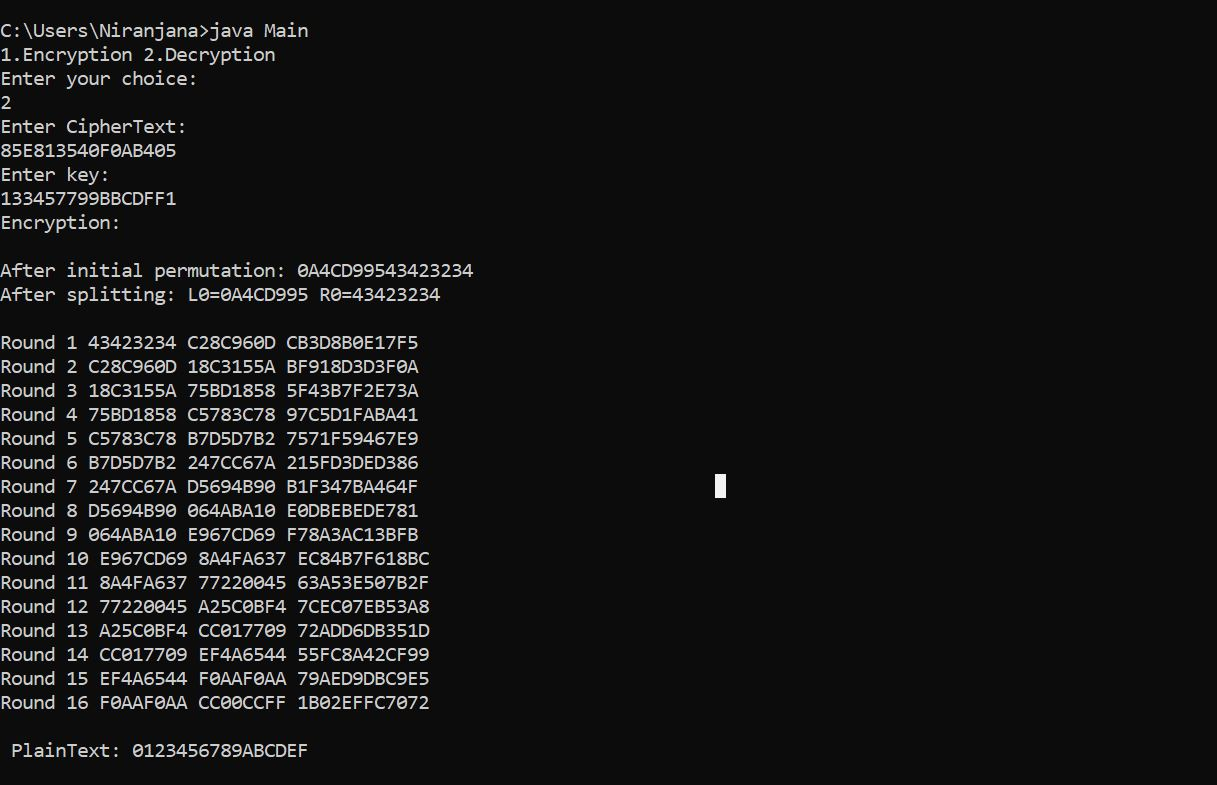 C:\Users\Niranjana>java Main
1.Encryption 2.Decryption
Enter your choice:
2
Enter CipherText:
85E813540F0AB405
Enter key:
133457799BBCDFF1
Encryption:
After initial permutation: 0A4CD99543423234
After splitting: L0=0A4CD995 R0=43423234
Round 1 43423234 C28C960D CB3D8B0E17F5
Round 2 C28C960D 18C3155A BF918D3D3F0A
Round 3 18C3155A 75BD1858 5F43B7F2E73A
Round 4 75BD1858 C5783C78 97C5D1FABA41
Round 5 C5783C78 B7D5D7B2 7571F59467E9
Round 6 B7D5D7B2 247CC67A 215FD3DED386
Round 7 247CC67A D5694B90 B1F347BA464F
Round 8 D5694B90 064ABA10 E0DBEBEDE781
Round 9 064ABA10 E967CD69 F78A3AC13BFB
Round 10 E967CD69 8A4FA637 EC84B7F618BC
Round 11 8A4FA637 77220045 63A53E507B2F
Round 12 77220045 A25C0BF4 7CEC07EB53A8
Round 13 A25C0BF4 CC017709 72ADD6DB351D
Round 14 CC017709 EF4A6544 55FC8A42CF99
Round 15 EF4A6544 F0AAF0AA 79AED9DBC9E5
Round 16 F0AAF0AA CC00CCFF 1B02EFFC7072
PlainText: 0123456789ABCDEF